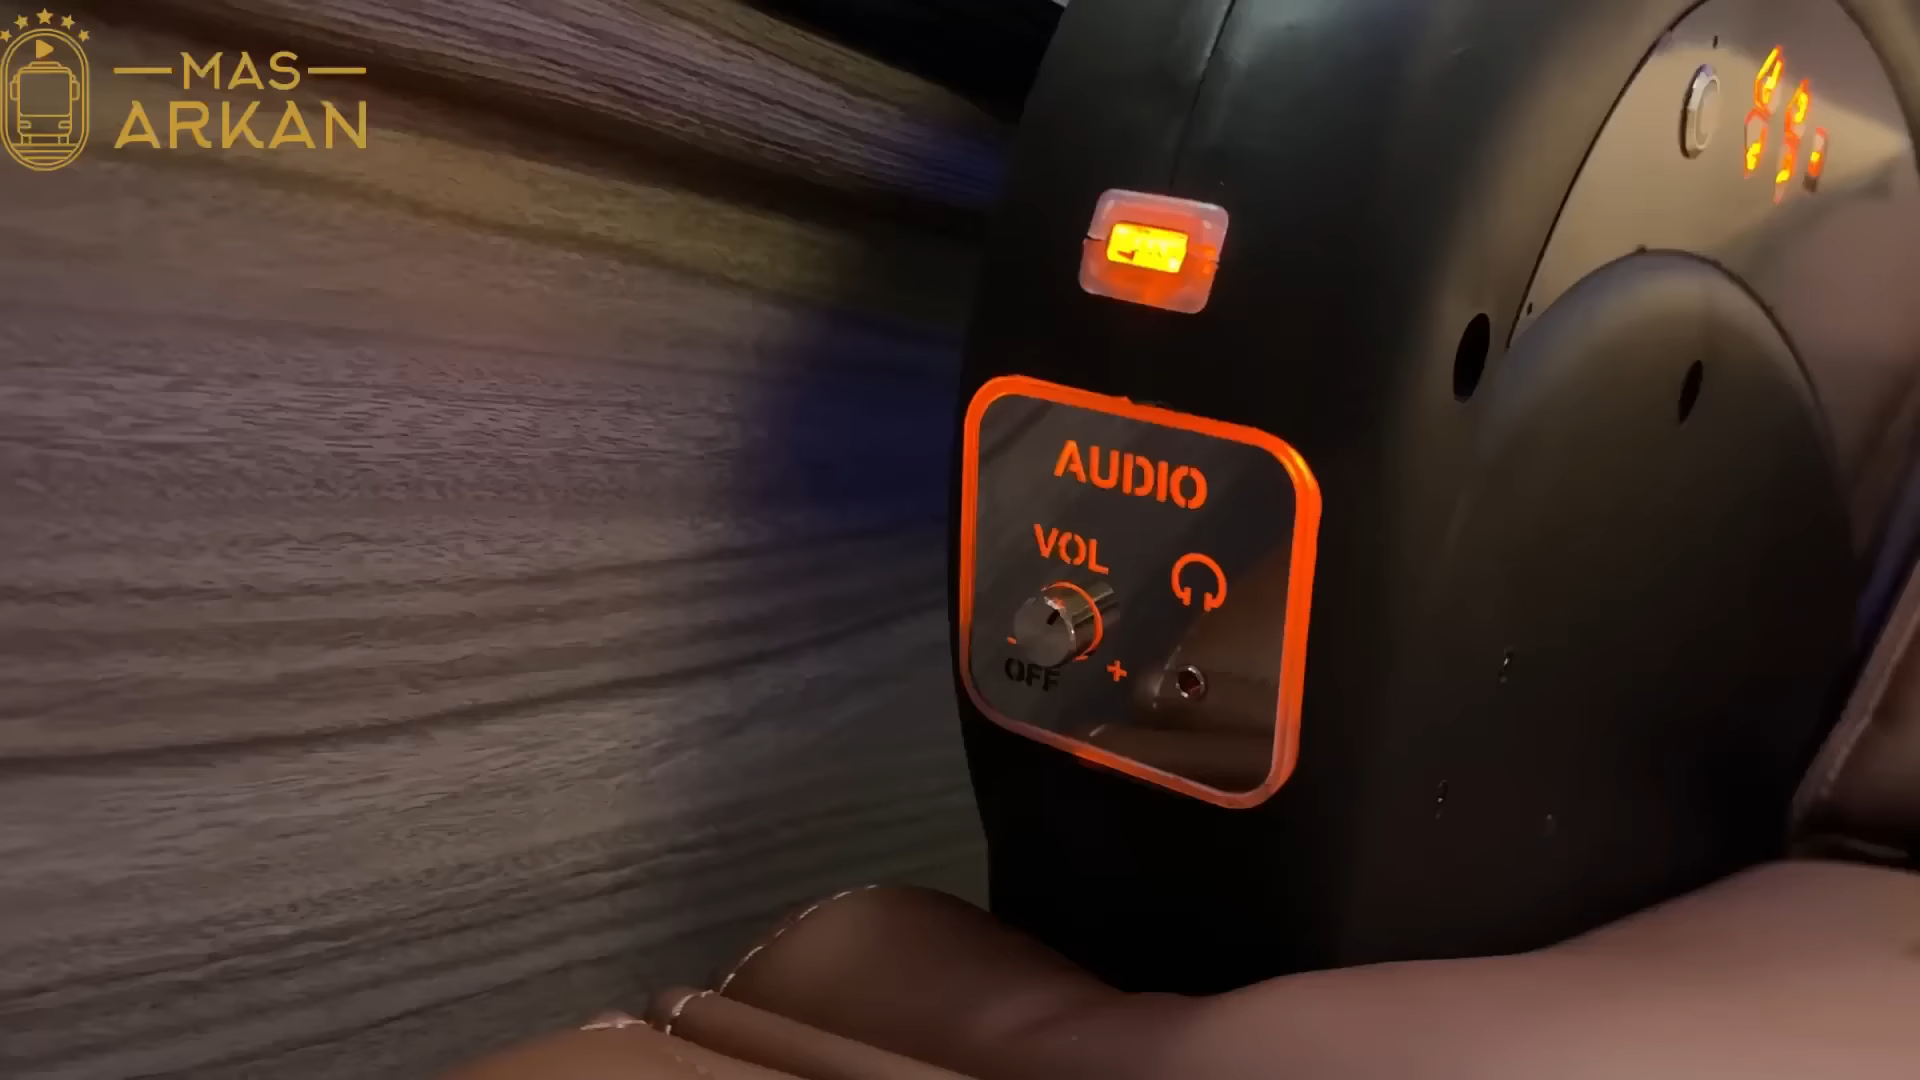 MAS
ARKAN
AUDIO
VOL
- +
OFF